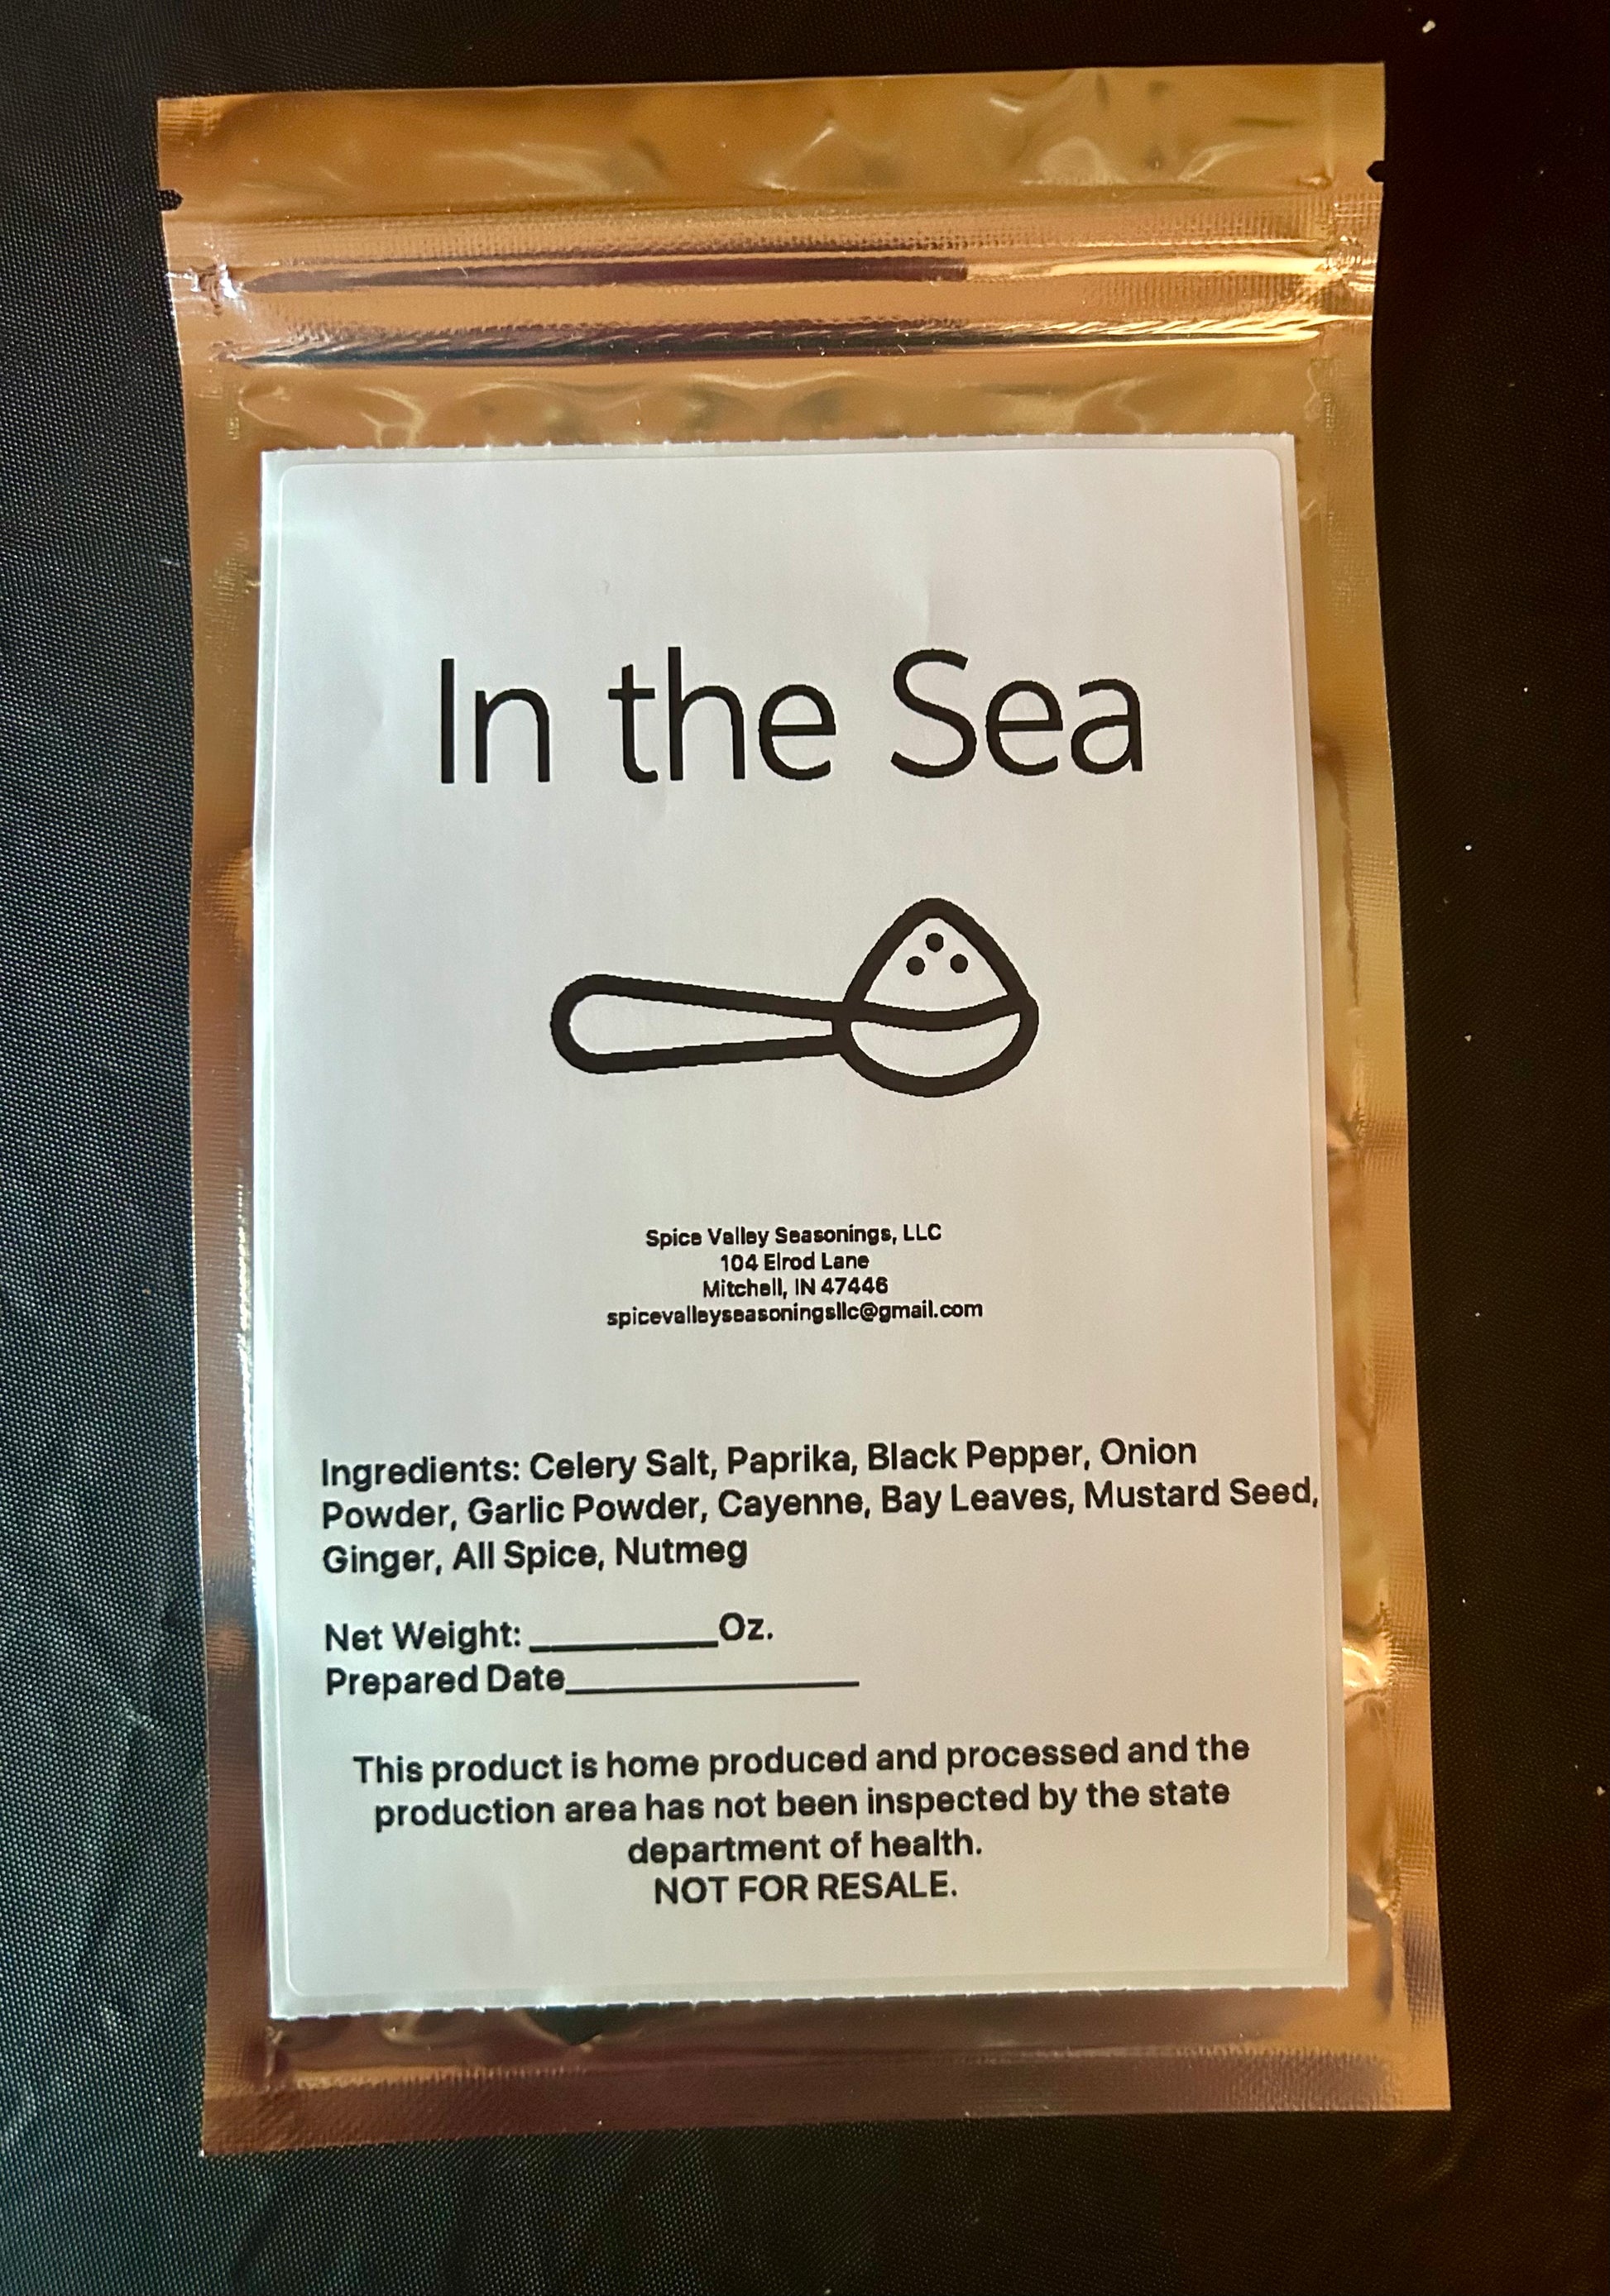 In the Sea
Spice Valley Seasonings, LLC
104 Elrod Lane
Mitchell, IN 47446
spicevalleyseasoningsllc@gmail.com
Ingredients: Celery Salt, Paprika, Black Pepper, Onion
Powder, Garlic Powder, Cayenne, Bay Leaves, Mustard Seed,
Ginger, All Spice, Nutmeg
Net Weight: __________Oz.
Prepared Date________________
This product is home produced and processed and the
production area has not been inspected by the state
department of health.
NOT FOR RESALE.